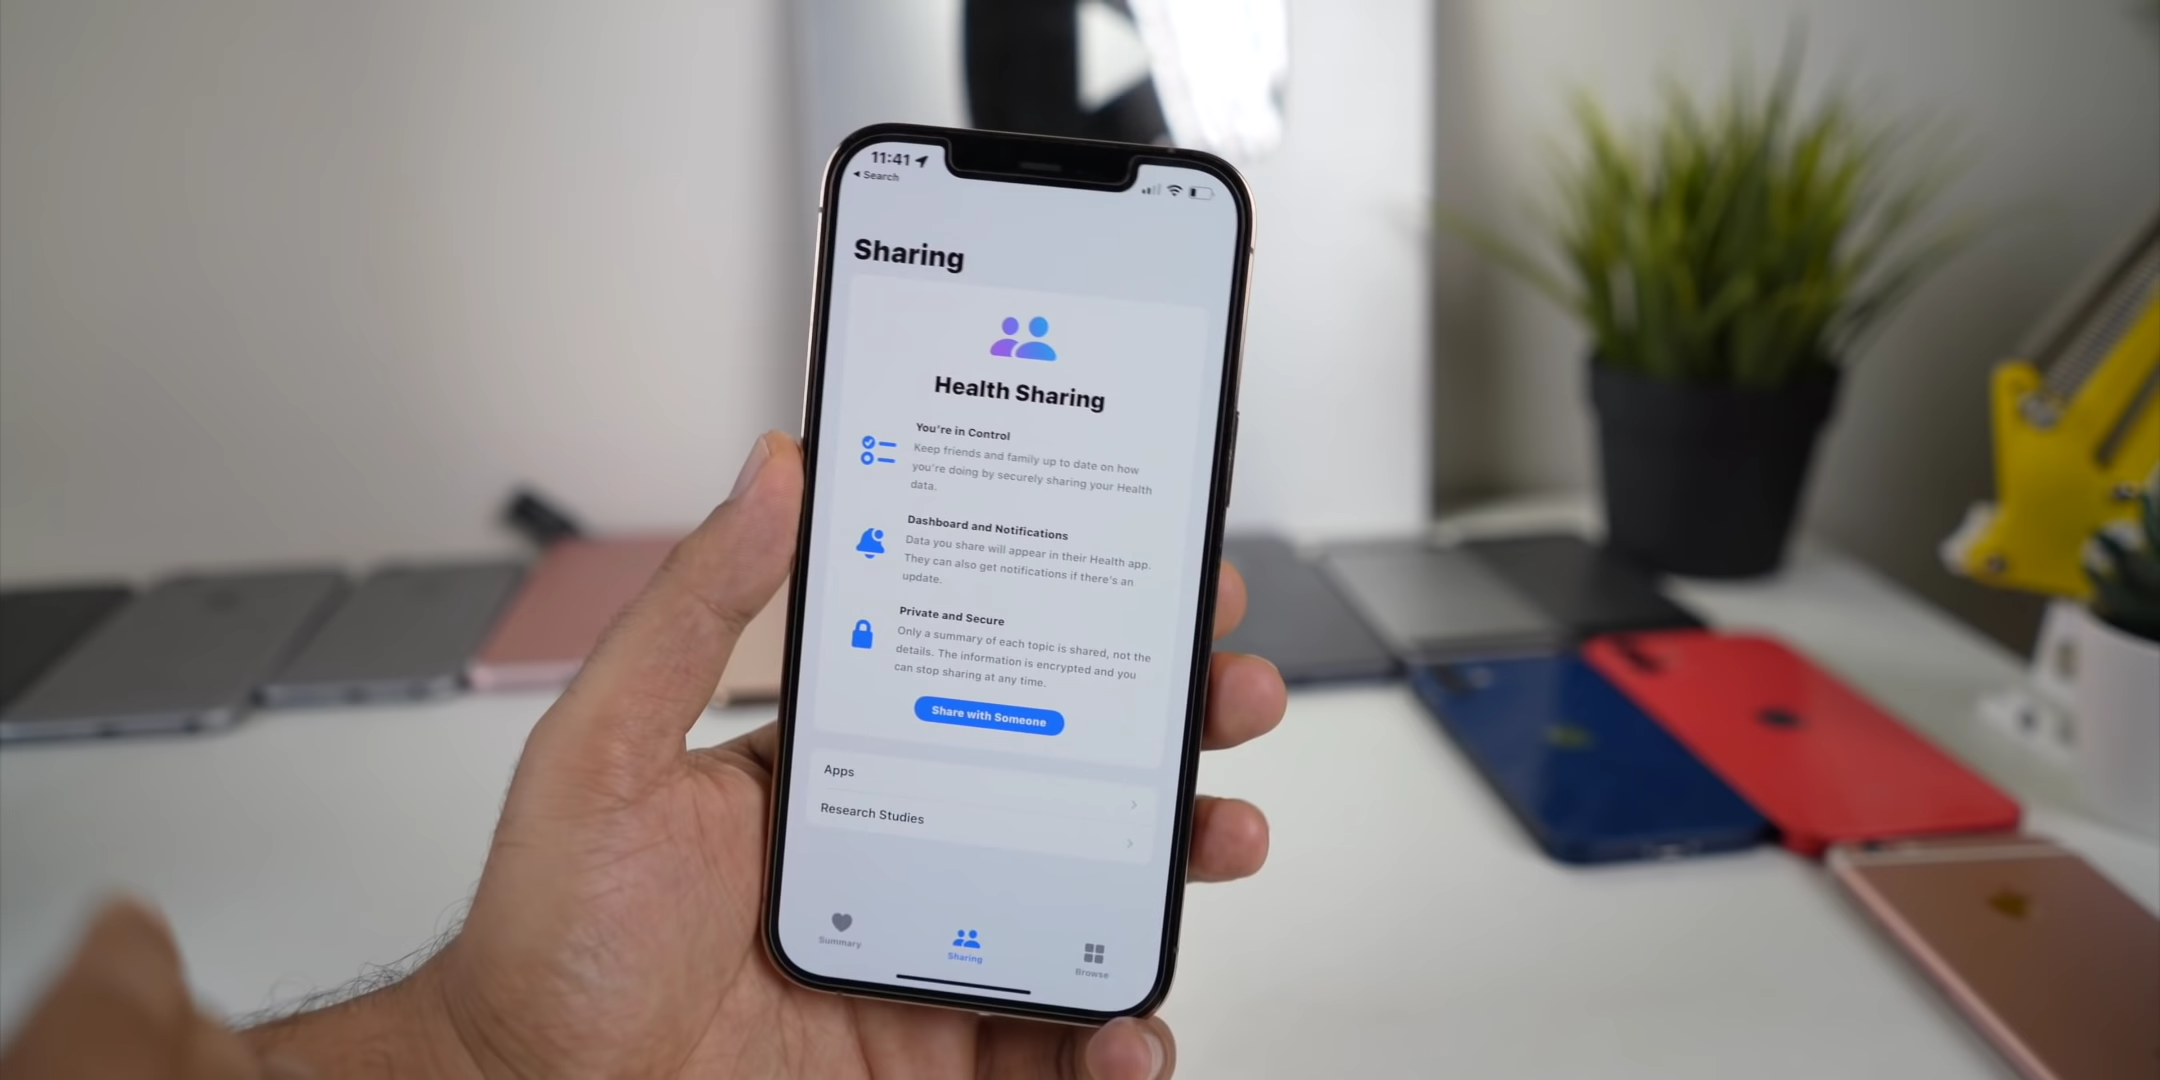 11:41
Search
Sharing
Health Sharing
You're in Control
Keep friends and family up to date on how
you're doing by securely sharing your Health
data.
Dashboard and Notifications
Data you share will appear in their Health app.
They can also get notifications if there's an
update.
Private and Secure
Only a summary of each topic is shared, not the
details. The information is encrypted and you
can stop sharing at any time.
Share with Someone
Apps
Research Studies
Summary
Sharing
Browse